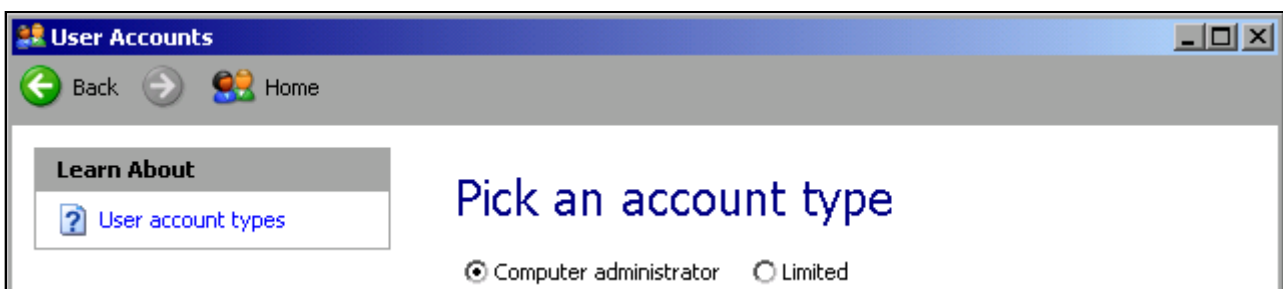 User Accounts
Back Home
Learn About
User account types
Pick an account type
Computer administrator Limited